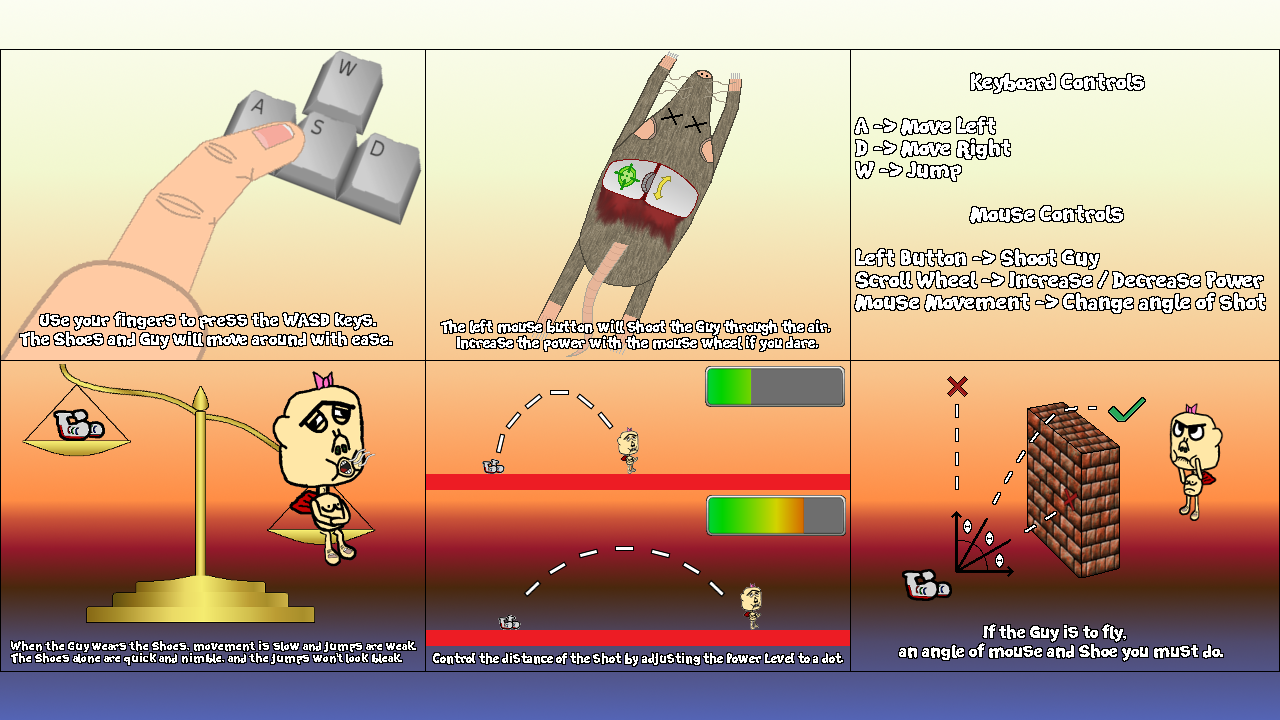 W
A
S
D
Use your fingers to press the WASD Keys.
The Shoes and Guy will move around with ease.
The left mouse button will shoot the Guy through the air.
Increase the power with the mouse wheel if you dare.
Keyboard Controls
A -> Move Left
D -> Move Right
W -> Jump
Mouse Controls
Left Button -> Shoot Guy
Scroll Wheel -> Increase / Decrease Power
Mouse Movement -> Change angle of Shot
When the Guy wears the Shoes, movement is slow and jumps are weak.
The Shoes alone are quick and nimble, and the jumps won't look bleak.
Control the distance of the Shot by adjusting the Power Level to a dot.
If the Guy is to fly,
an angle of mouse and Shoe you must do.